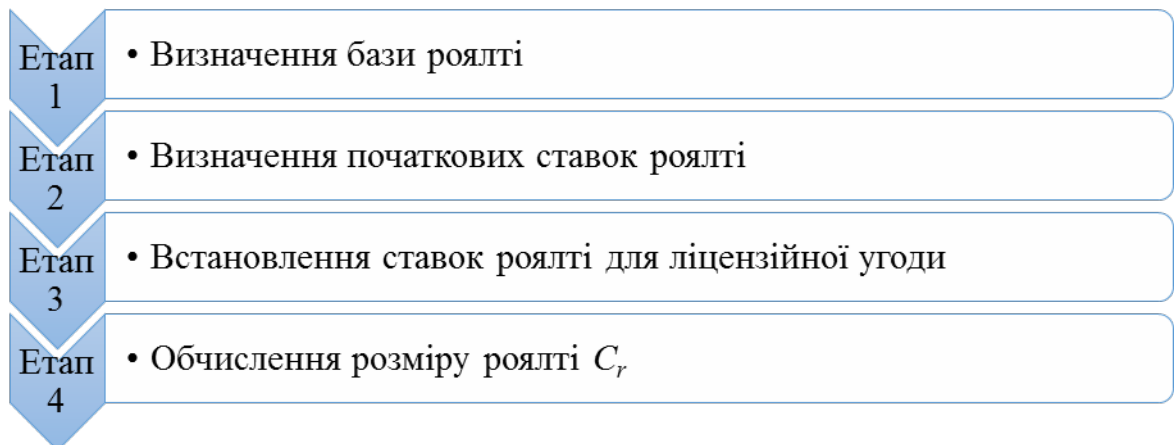 Етап
1
• Визначення бази роялті
Етап
2
• Визначення початкових ставок роялті
Етап
3
• Встановлення ставок роялті для ліцензійної угоди
Етап
4
• Обчислення розміру роялті Cr